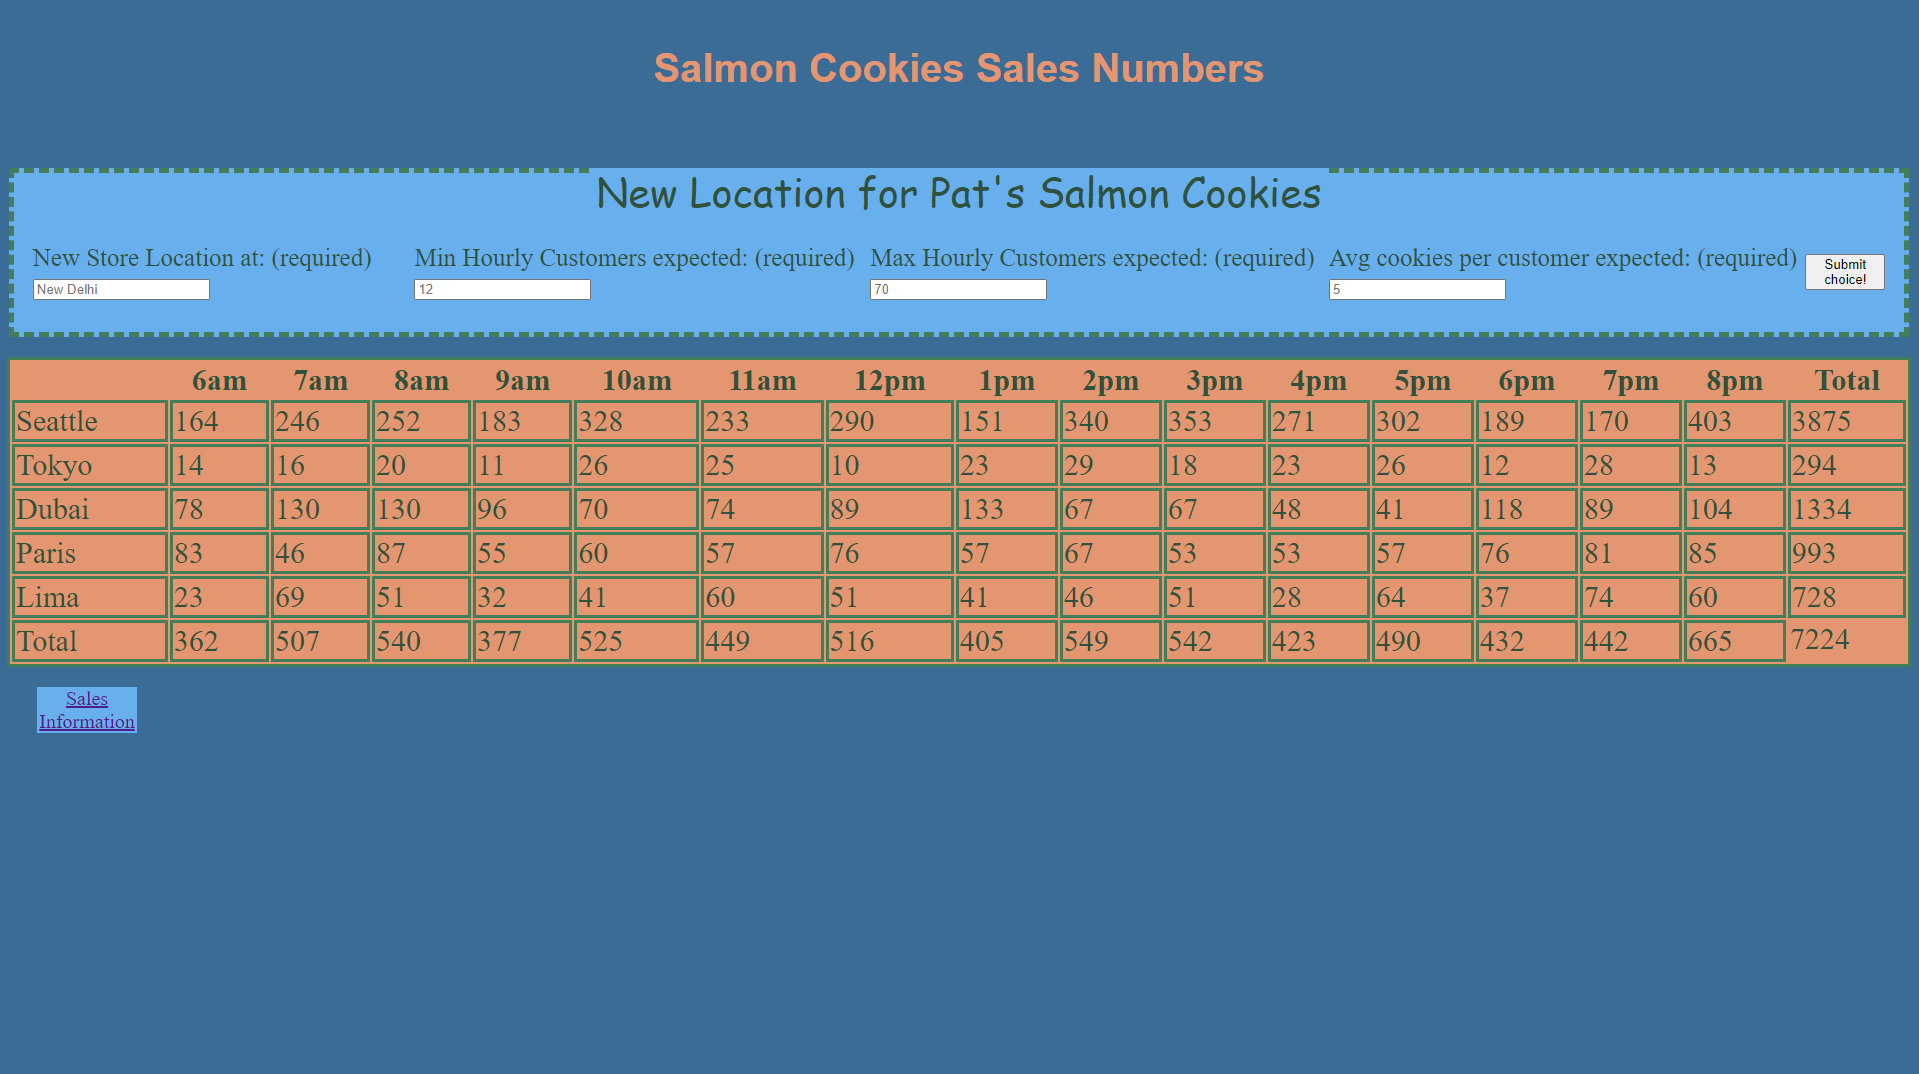 Salmon Cookies Sales Numbers
New Location for Pat's Salmon Cookies
New Store Location at: (required) Min Hourly Customers expected: (required) Max Hourly Customers expected: (required) Avg cookies per customer expected: (required)
New Delhi 12 70 5
Submit
choice!
6am 7am 8am 9am 10am 11am 12pm 1pm 2pm 3pm 4pm 5pm 6pm 7pm 8pm Total
Seattle 164 246 252 183 328 233 290 151 340 353 271 302 189 170 403 3875
Tokyo 14 16 20 11 26 25 10 23 29 18 23 26 12 28 13 294
Dubai 78 130 130 96 70 74 89 133 67 67 48 41 118 89 104 1334
Paris 83 46 87 55 60 57 76 57 67 53 53 57 76 81 85 993
Lima 23 69 51 32 41 60 51 41 46 51 28 64 37 74 60 728
Total 362 507 540 377 525 449 516 405 549 542 423 490 432 442 665 7224
Sales
Information